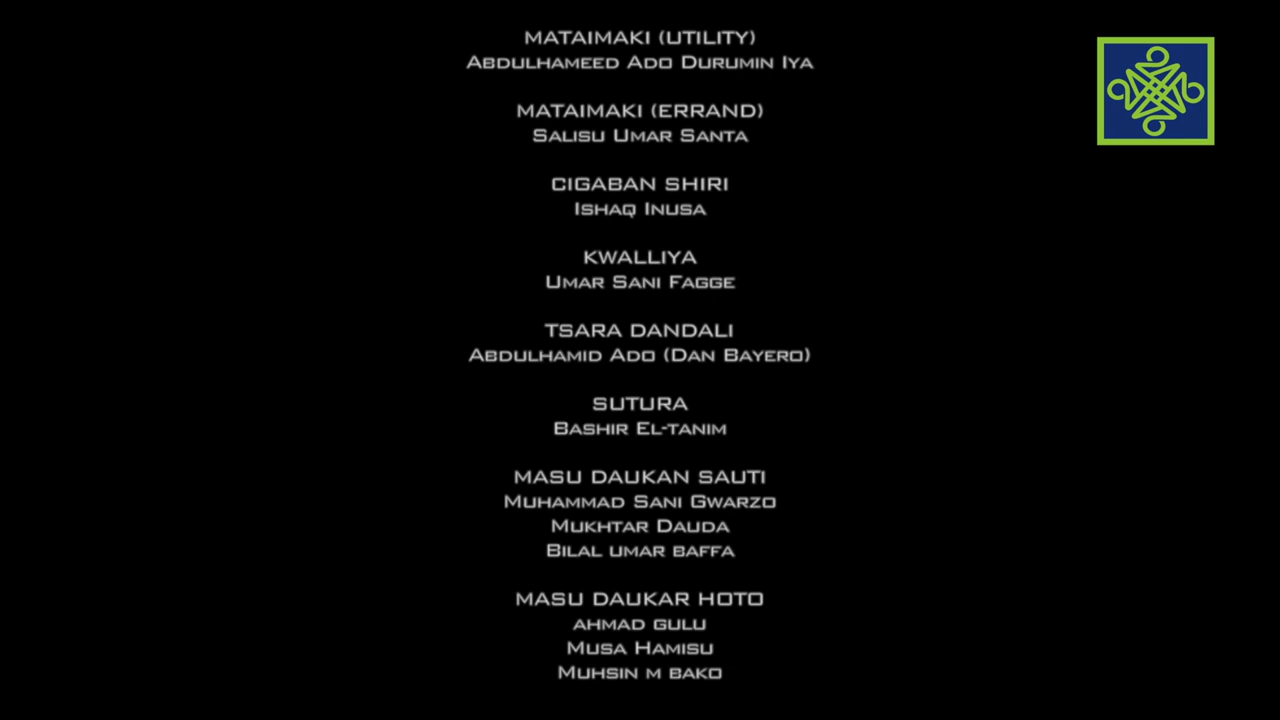 MATAIMAKI (UTILITY)
ABDULHAMEED ADO DURUMIN IYA
MATAIMAKI (ERRAND)
SALISU UMAR SANTA
CIGABAN SHIRI
ISHAQ INUSA
KWALLIYA
UMAR SANI FAGGE
TSARA DANDALI
ABDULHAMID ADO (DAN BAYERO)
SUTURA
BASHIR EL-TANIM
MASU DAUKAN SAUTI
MUHAMMAD SANI GWARZO
MUKHTAR DAUDA
BILAL UMAR BAFFA
MASU DAUKAR HOTO
AHMAD GULU
MUSA HAMISU
MUHSIN M BAKO